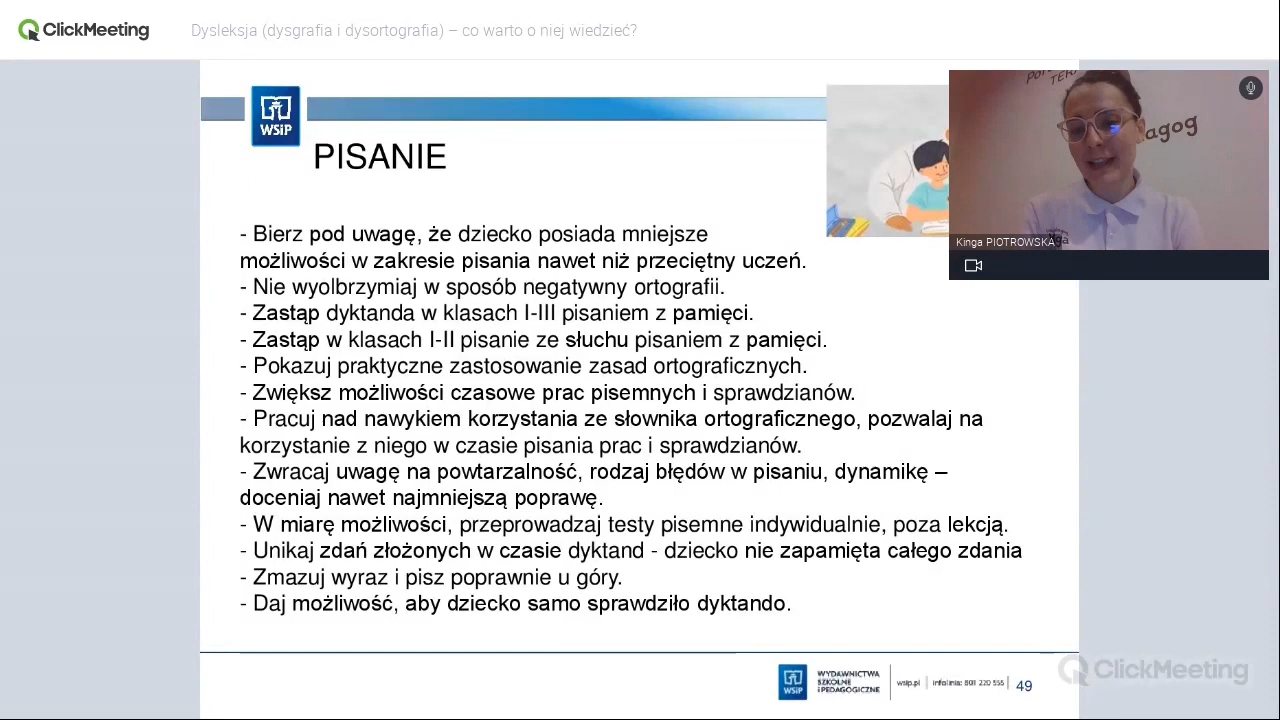 ClickMeeting
Dysleksja (dysgrafia i dysortografia) – co warto o niej wiedzieć?
WSiP
PISANIE
agog
Kinga PIOTROWSKA
- Bierz pod uwagę, że dziecko posiada mniejsze
możliwości w zakresie pisania nawet niż przeciętny uczeń.
- Nie wyolbrzymiaj w sposób negatywny ortografii.
- Zastąp dyktanda w klasach I-III pisaniem z pamięci.
- Zastąp w klasach I-II pisanie ze słuchu pisaniem z pamięci.
- Pokazuj praktyczne zastosowanie zasad ortograficznych.
- Zwiększ możliwości czasowe prac pisemnych i sprawdzianów.
- Pracuj nad nawykiem korzystania ze słownika ortograficznego, pozwalaj na
korzystanie z niego w czasie pisania prac i sprawdzianów.
- Zwracaj uwagę na powtarzalność, rodzaj błędów w pisaniu, dynamikę –
doceniaj nawet najmniejszą poprawę.
- W miarę możliwości, przeprowadzaj testy pisemne indywidualnie, poza lekcją.
- Unikaj zdań złożonych w czasie dyktand - dziecko nie zapamięta całego zdania
- Zmazuj wyraz i pisz poprawnie u góry.
- Daj możliwość, aby dziecko samo sprawdziło dyktando.
WSiP
WYDAWNICTWA
SZKOLNE
I PEDAGOGICZNE
wsip.pl | infolinia: 801 220 555 | 49
ClickMeeting